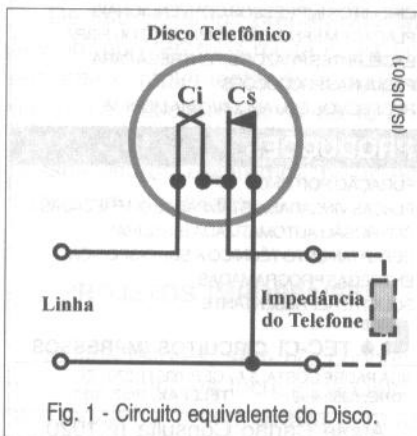 Disco Telefônico
(IS/DIS/01)
Ci Cs
Linha
Impedância
do Telefone
Fig. 1 - Circuito equivalente do Disco.